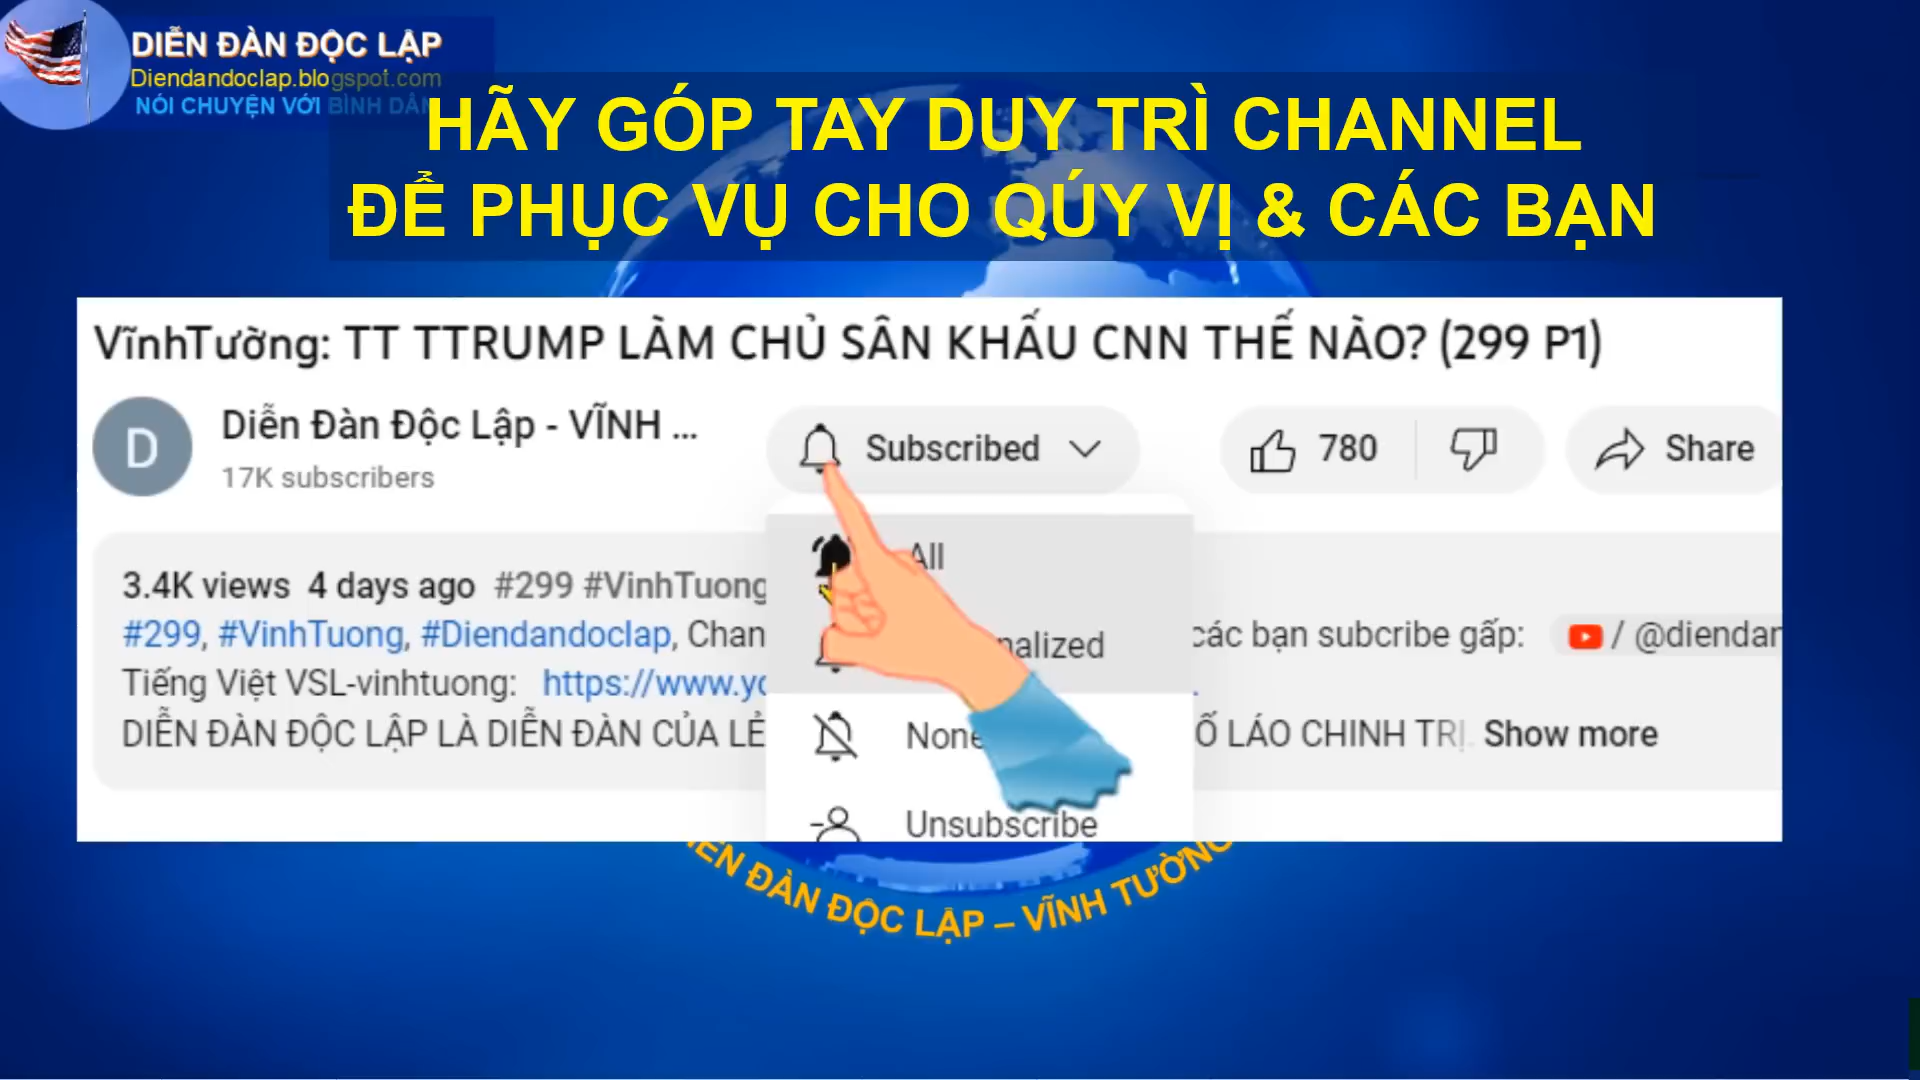 DIỄN ĐÀN ĐỘC LẬP
Diendandoclap.blogspot.com
NÓI CHUYỆN VỚI BÌNH DÂN
HÃY GÓP TAY DUY TRÌ CHANNEL
ĐỂ PHỤC VỤ CHO QÚY VỊ & CÁC BẠN
VĩnhTường: TT TTRUMP LÀM CHỦ SÂN KHẤU CNN THẾ NÀO? (299 P1)
D
Diễn Đàn Độc Lập - VĨNH ...
17K subscribers
Subscribed
780
Share
All
nalized
None
Unsubscribe
3.4K views 4 days ago #299 #VinhTuong
#299, #VinhTuong, #Diendandoclap, Chan các bạn subcribe gấp: / @diendan
Tiếng Việt VSL-vinhtuong: https://www.yo
DIỄN ĐÀN ĐỘC LẬP LÀ DIỄN ĐÀN CỦA LẺ Ố LÁO CHINH TRỊ. Show more
IỄN ĐÀN ĐỘC LẬP – VĨNH TƯỜNG